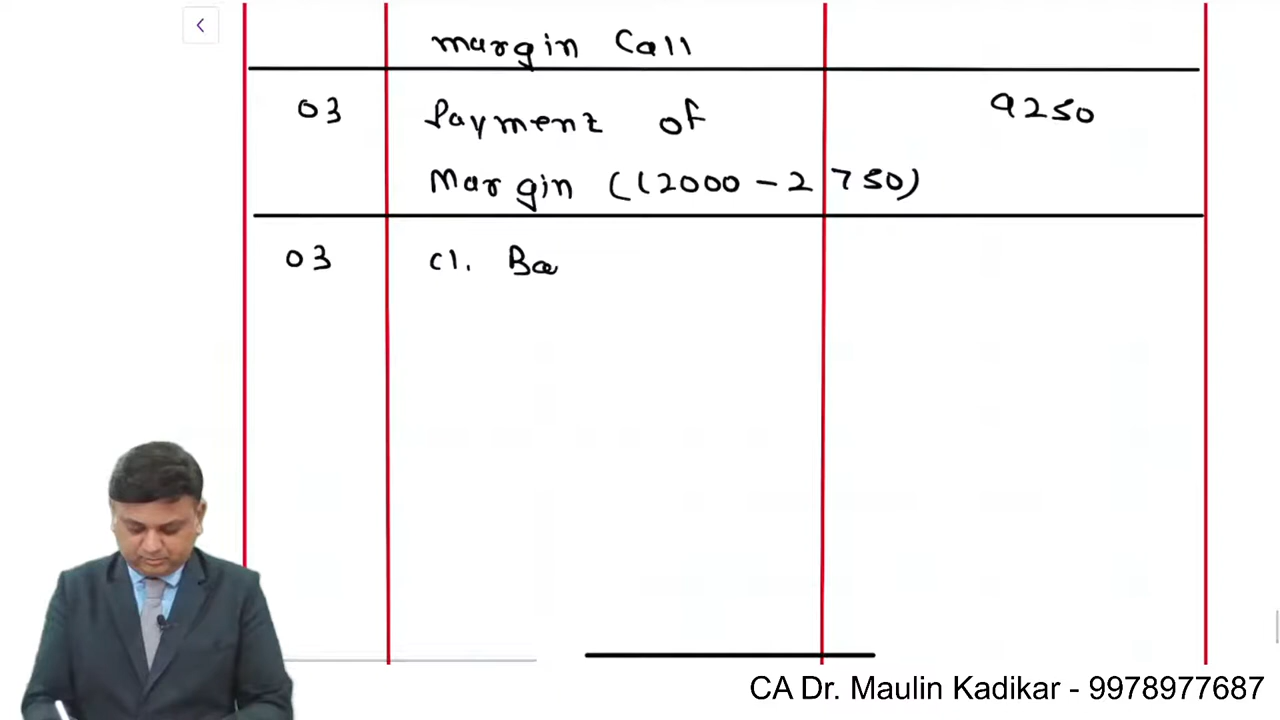 margin Call
03 Payment of 9250
Margin (12000 - 2750)
03 Cl. Ba
CA Dr. Maulin Kadikar - 9978977687